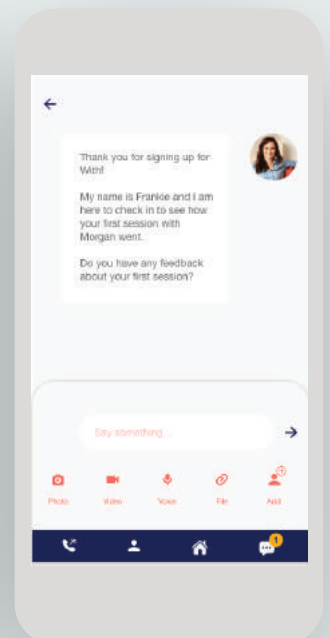 Thank you for signing up for
With!
My name is Frankie and I am
here to check in to see how
your first session with
Morgan went.
Do you have any feedback
about your first session?
Say something...
Photo
Video
Voice
File
Add
1